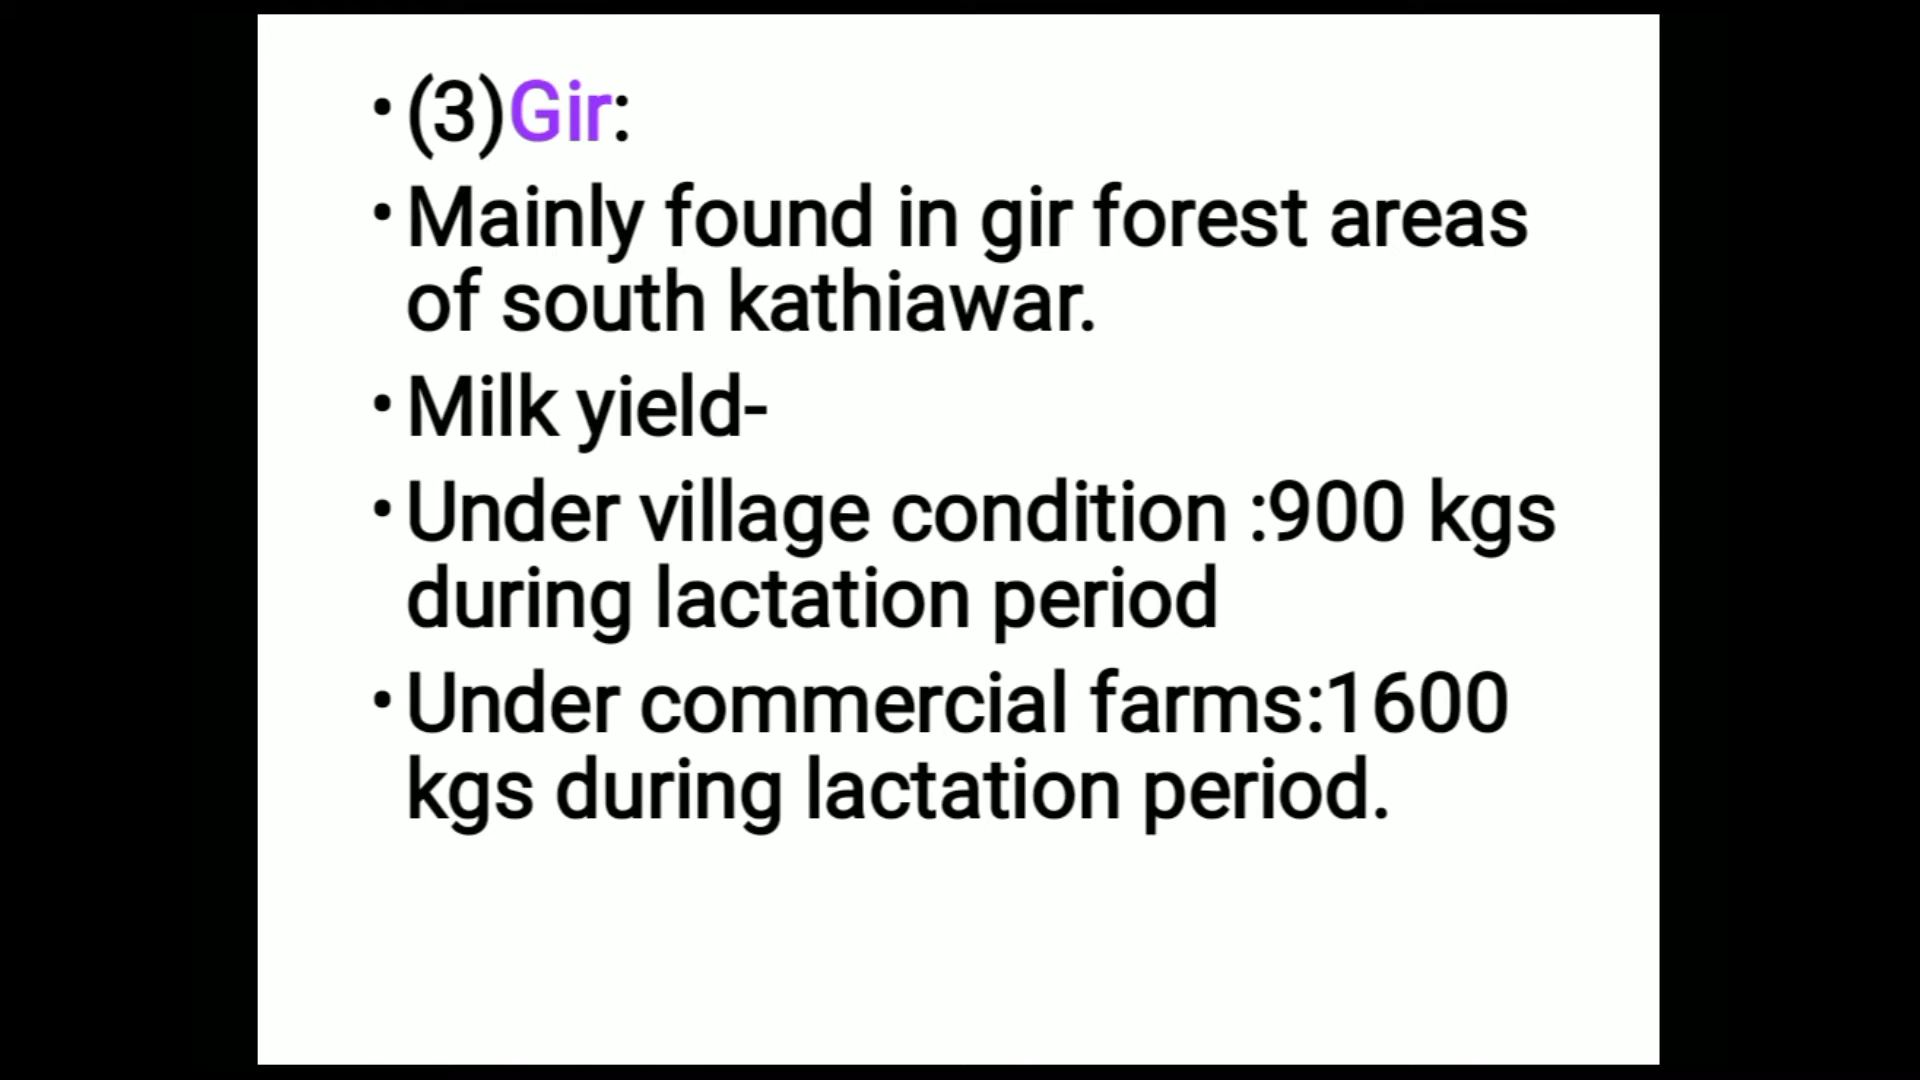 • (3)Gir:
• Mainly found in gir forest areas
of south kathiawar.
• Milk yield-
• Under village condition :900 kgs
during lactation period
• Under commercial farms:1600
kgs during lactation period.